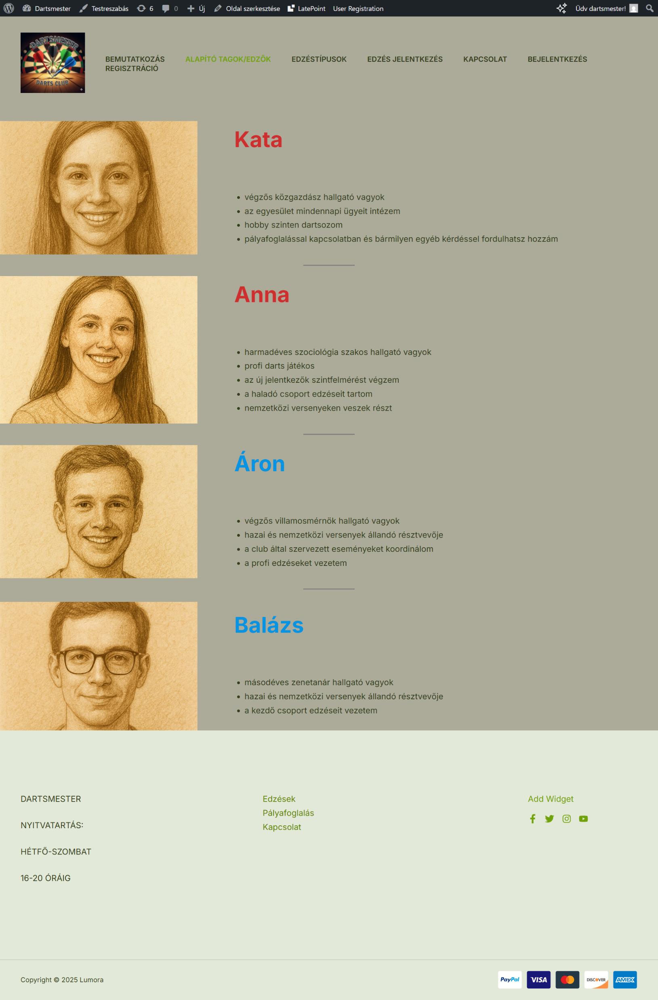 Dartsmester Testreszabás 6 0 Új Oldal szerkesztése LatePoint User Registration Üdv dartsmester!
DARTSMESTER
DARTS CLUB
BEMUTATKOZÁS ALAPÍTÓ TAGOK/EDZŐK EDZÉSTÍPUSOK EDZÉS JELENTKEZÉS KAPCSOLAT BEJELENTKEZÉS
REGISZTRÁCIÓ
Kata
• végzős közgazdász hallgató vagyok
• az egyesület mindennapi ügyeit intézem
• hobby szinten dartsozom
• pályafoglalással kapcsolatban és bármilyen egyéb kérdéssel fordulhatsz hozzám
Anna
• harmadéves szociológia szakos hallgató vagyok
• profi darts játékos
• az új jelentkezők szintfelmérést végzem
• a haladó csoport edzéseit tartom
• nemzetközi versenyeken veszek részt
Áron
• végzős villamosmérnök hallgató vagyok
• hazai és nemzetközi versenyek állandó résztvevője
• a club által szervezett eseményeket koordinálom
• a profi edzéseket vezetem
Balázs
• másodéves zenetanár hallgató vagyok
• hazai és nemzetközi versenyek állandó résztvevője
• a kezdő csoport edzéseit vezetem
DARTSMESTER
NYITVATARTÁS:
HÉTFŐ-SZOMBAT
16-20 ÓRÁIG
Edzések
Pályafoglalás
Kapcsolat
Add Widget
Copyright © 2025 Lumora
PayPal VISA DISCOVER AMEX